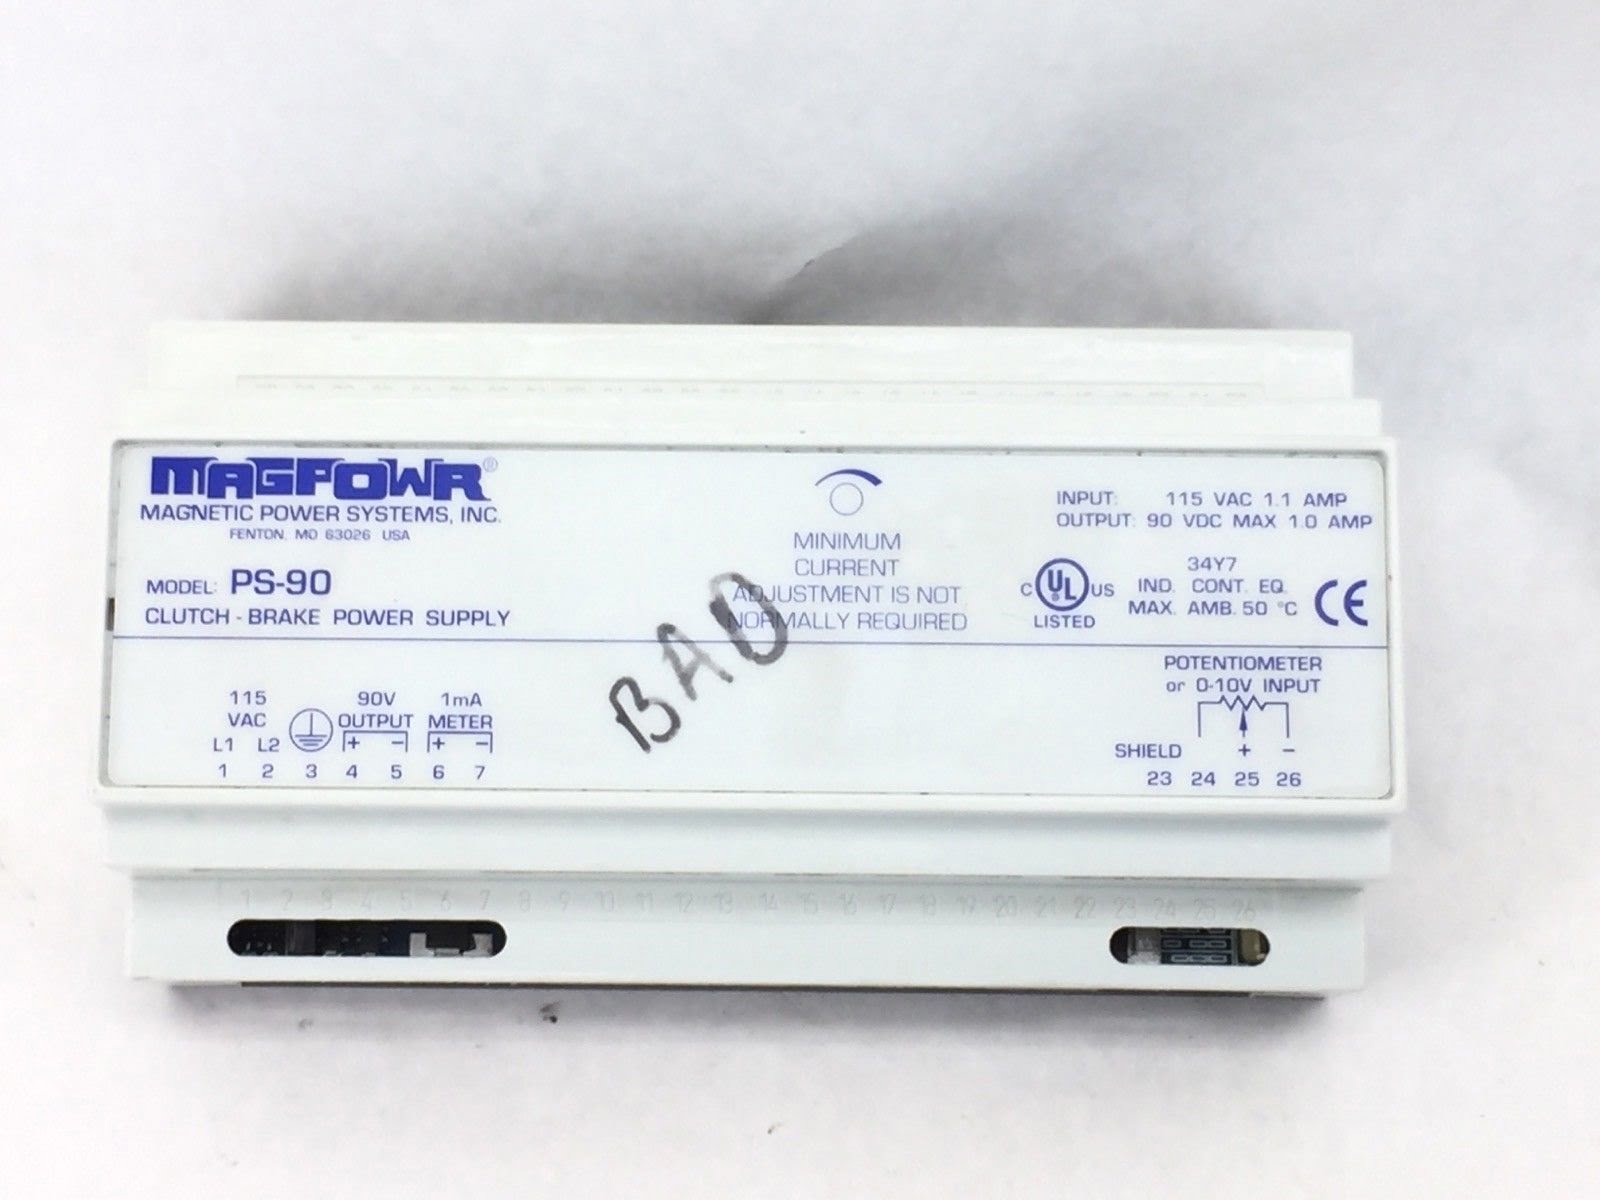 MAGPOWR®
MAGNETIC POWER SYSTEMS, INC.
FENTON, MO 63026 USA
MODEL: PS-90
CLUTCH - BRAKE POWER SUPPLY
MINIMUM
CURRENT
ADJUSTMENT IS NOT
NORMALLY REQUIRED
INPUT: 115 VAC 1.1 AMP
OUTPUT: 90 VDC MAX 1.0 AMP
C UL ® US
LISTED
34Y7
IND. CONT. EQ.
MAX. AMB. 50 °C
CE
BAD
115
VAC
L1 L2
90V
OUTPUT
+ −
1mA
METER
+ −
1 2 3 4 5 6 7
POTENTIOMETER
or 0-10V INPUT
SHIELD + −
23 24 25 26
1 2 3 4 5 6 7 8 9 10 11 12 13 14 15 16 17 18 19 20 21 22 23 24 25 26